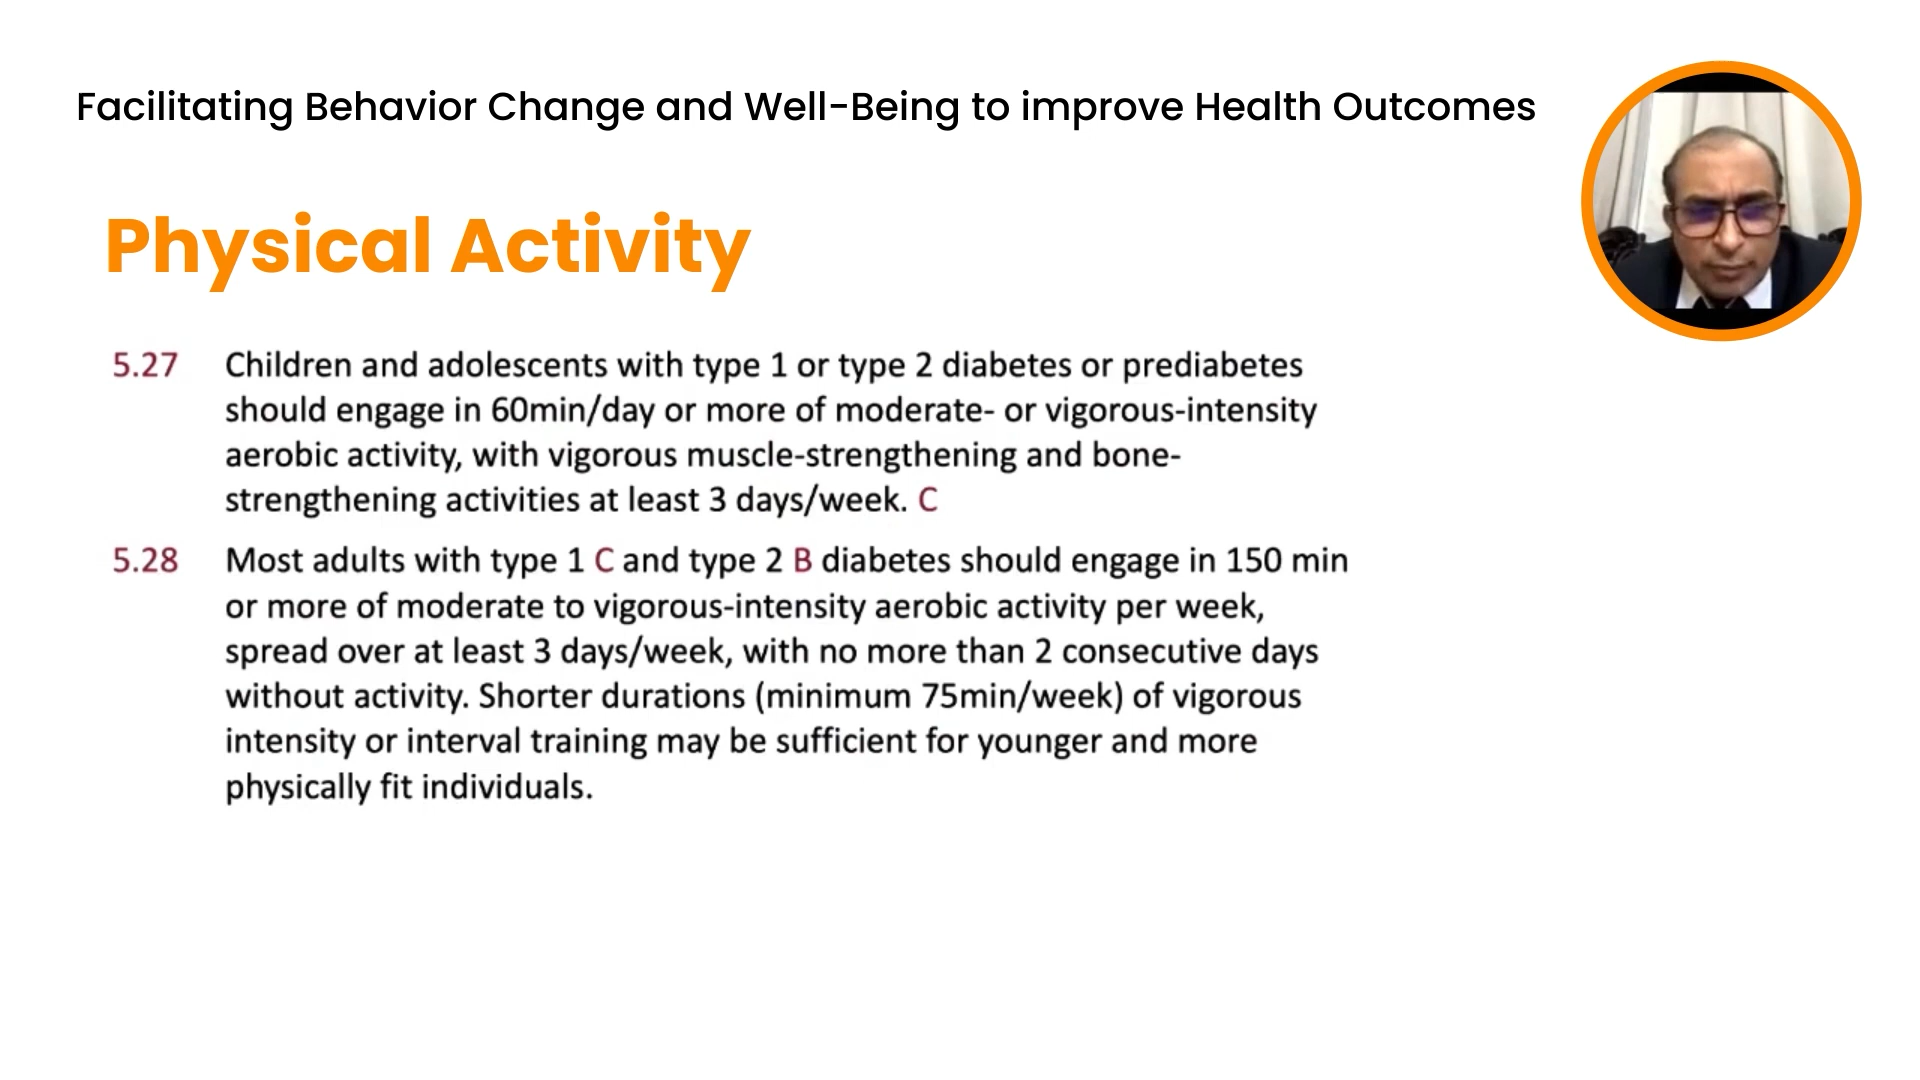 Facilitating Behavior Change and Well-Being to improve Health Outcomes
Physical Activity
5.27 Children and adolescents with type 1 or type 2 diabetes or prediabetes
should engage in 60min/day or more of moderate- or vigorous-intensity
aerobic activity, with vigorous muscle-strengthening and bone-
strengthening activities at least 3 days/week. C
5.28 Most adults with type 1 C and type 2 B diabetes should engage in 150 min
or more of moderate to vigorous-intensity aerobic activity per week,
spread over at least 3 days/week, with no more than 2 consecutive days
without activity. Shorter durations (minimum 75min/week) of vigorous
intensity or interval training may be sufficient for younger and more
physically fit individuals.